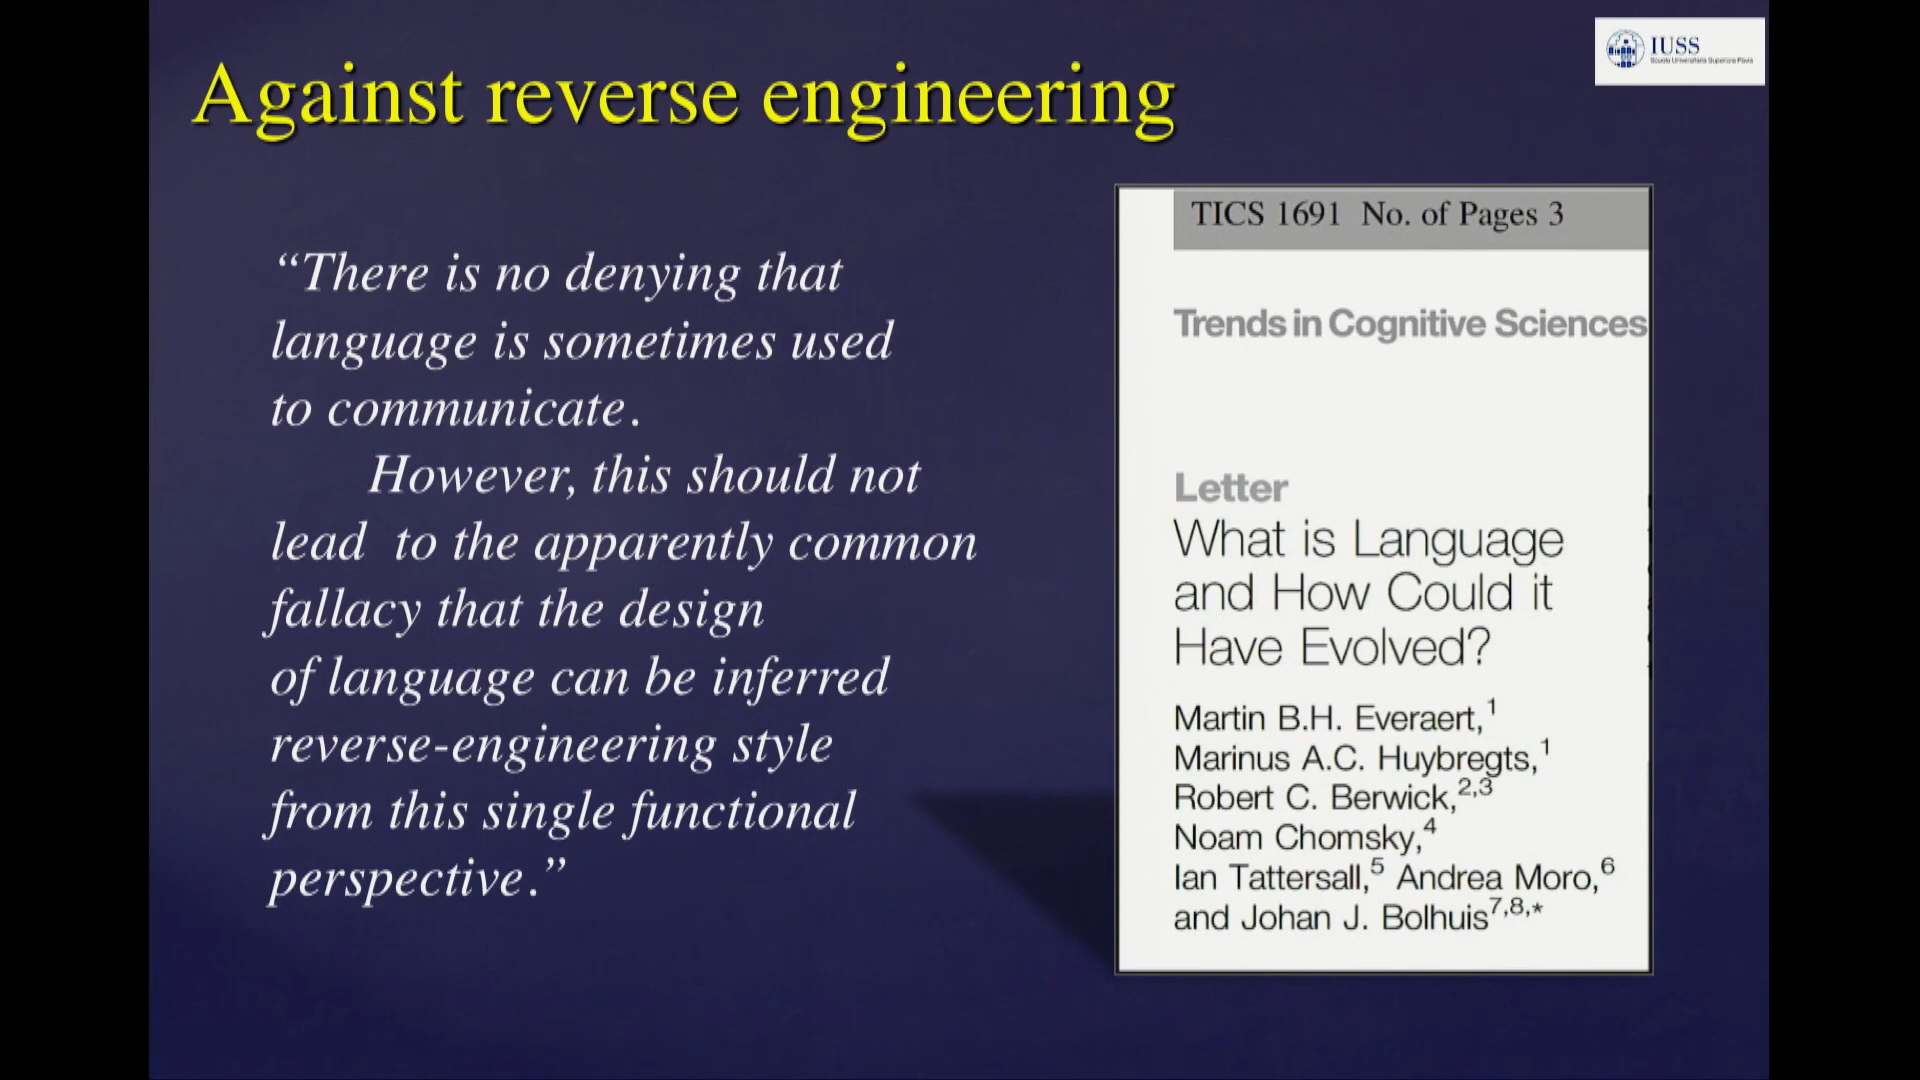 Against reverse engineering
IUSS
Scuola Universitaria Superiore Pavia
“There is no denying that
language is sometimes used
to communicate.
However, this should not
lead to the apparently common
fallacy that the design
of language can be inferred
reverse-engineering style
from this single functional
perspective.”
TICS 1691 No. of Pages 3
Trends in Cognitive Sciences
Letter
What is Language
and How Could it
Have Evolved?
Martin B.H. Everaert,¹
Marinus A.C. Huybregts,¹
Robert C. Berwick,²,³
Noam Chomsky,⁴
Ian Tattersall,⁵ Andrea Moro,⁶
and Johan J. Bolhuis⁷,⁸,*